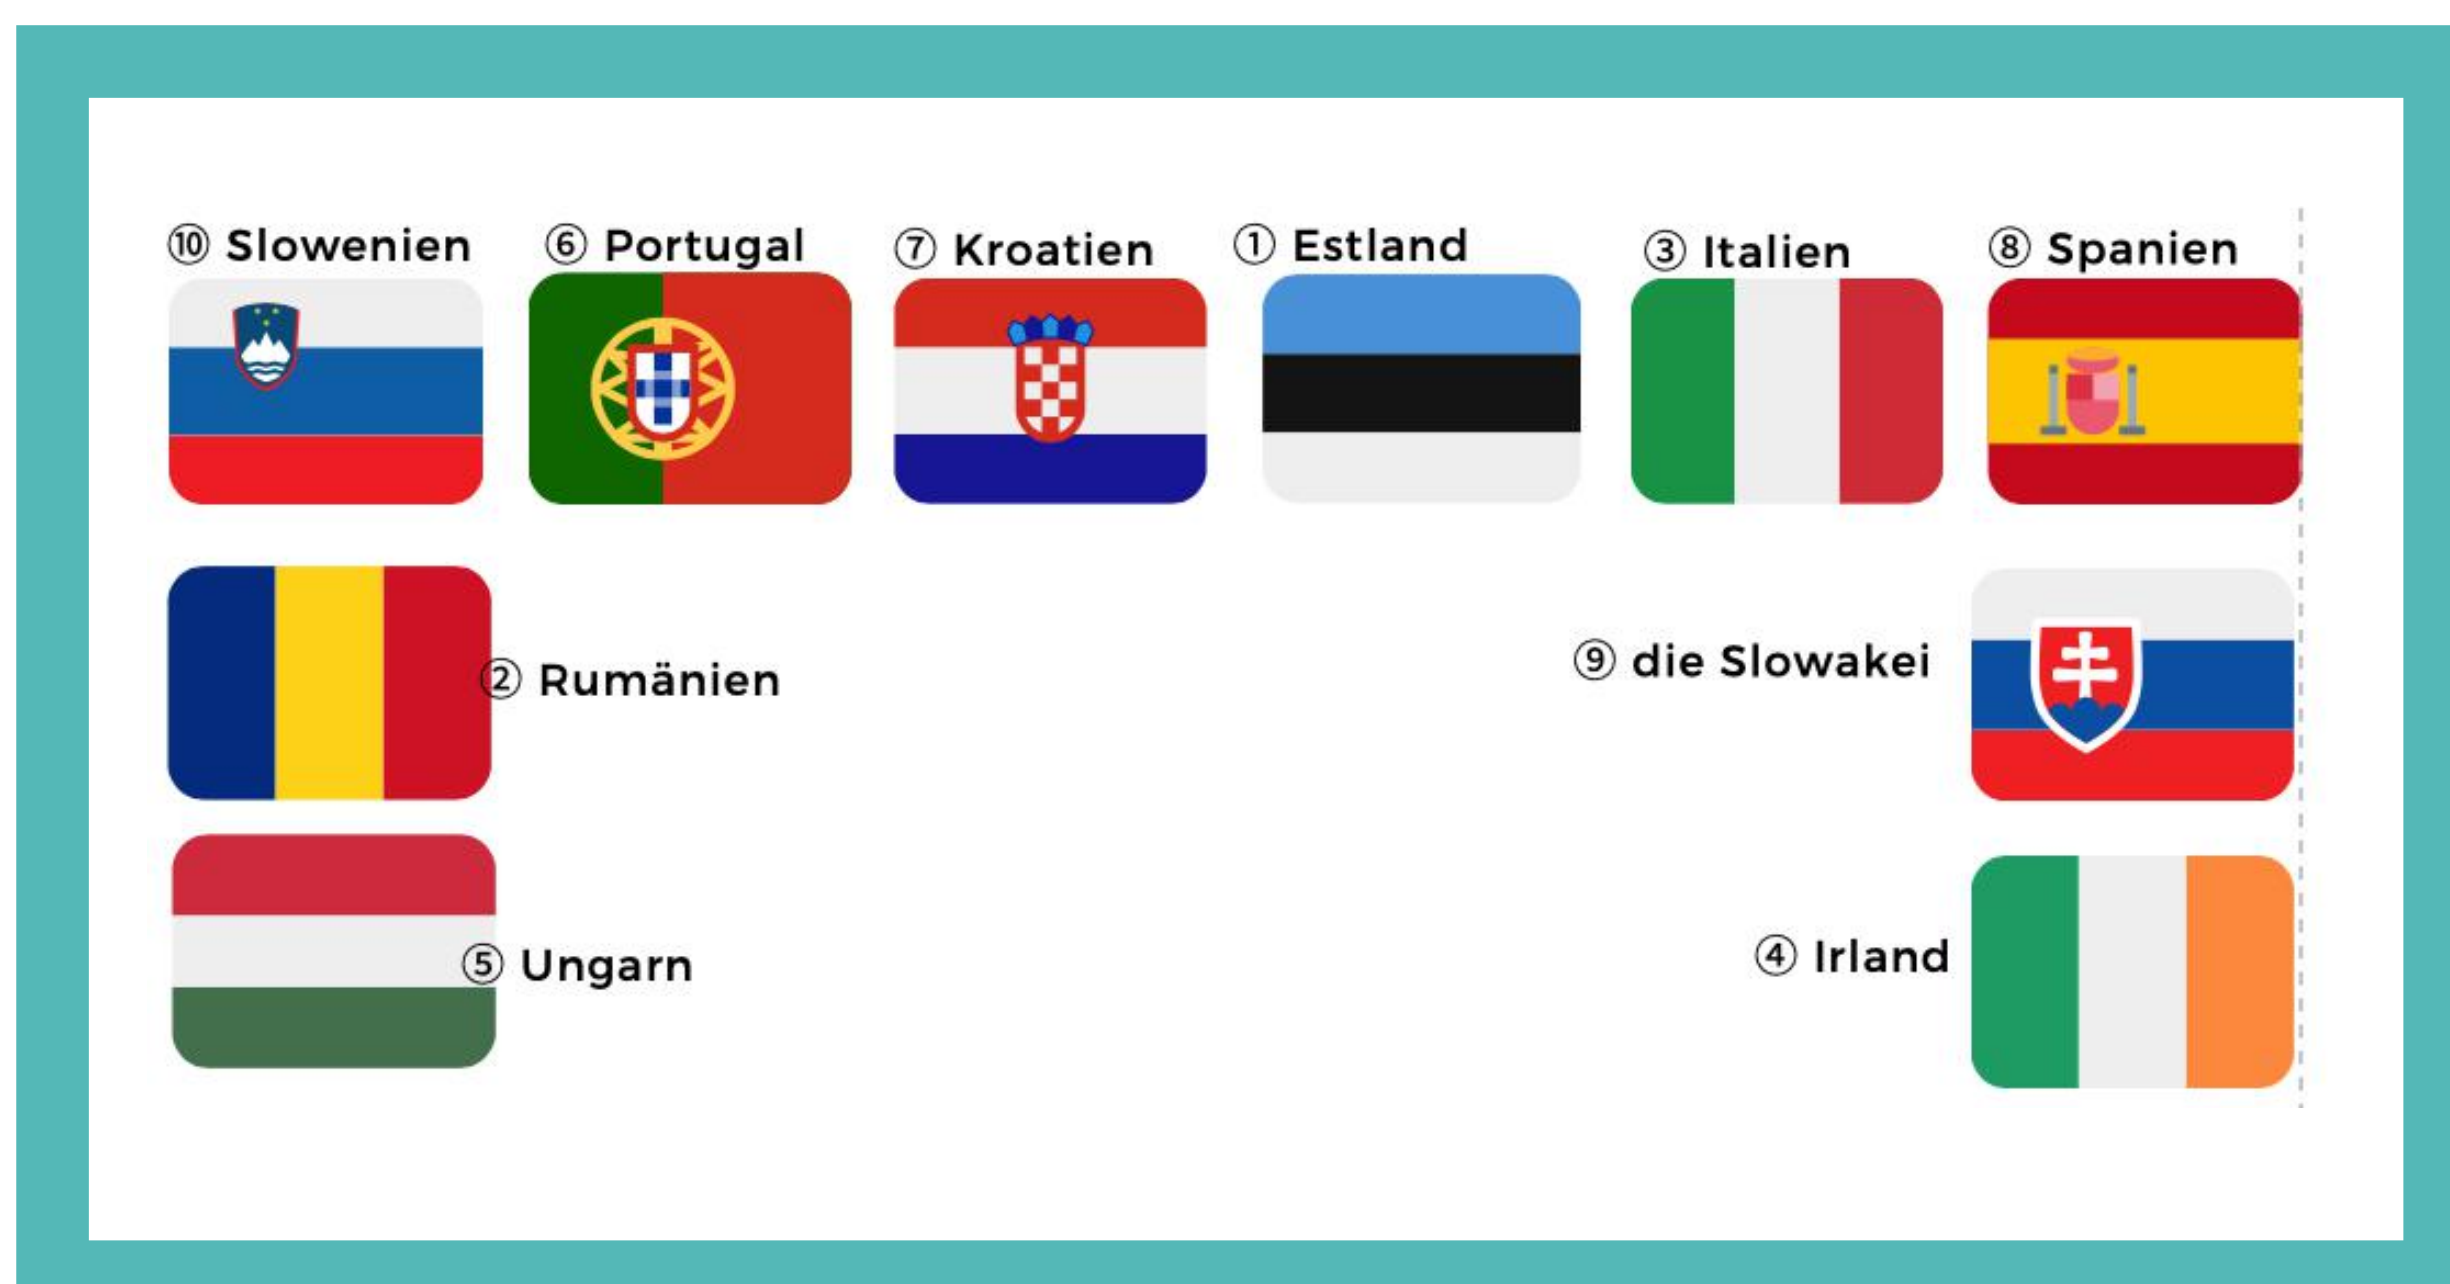 ⑩ Slowenien
⑥ Portugal
⑦ Kroatien
① Estland
③ Italien
⑧ Spanien
② Rumänien
⑨ die Slowakei
⑤ Ungarn
④ Irland